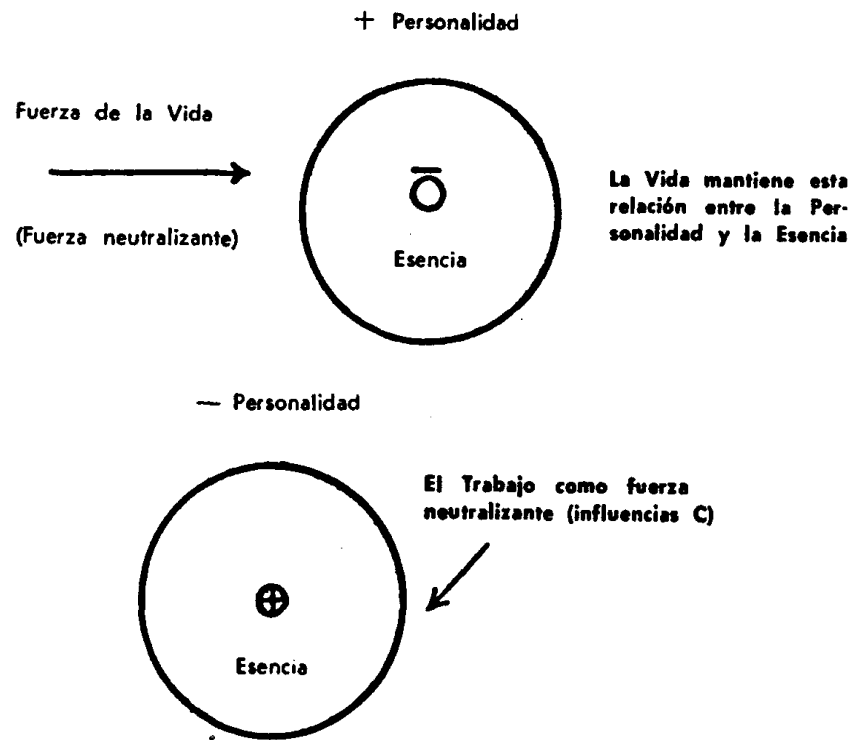 + Personalidad
Fuerza de la Vida
(Fuerza neutralizante)
Esencia
La Vida mantiene esta
relación entre la Per-
sonalidad y la Esencia
— Personalidad
El Trabajo como fuerza
neutralizante (influencias C)
Esencia